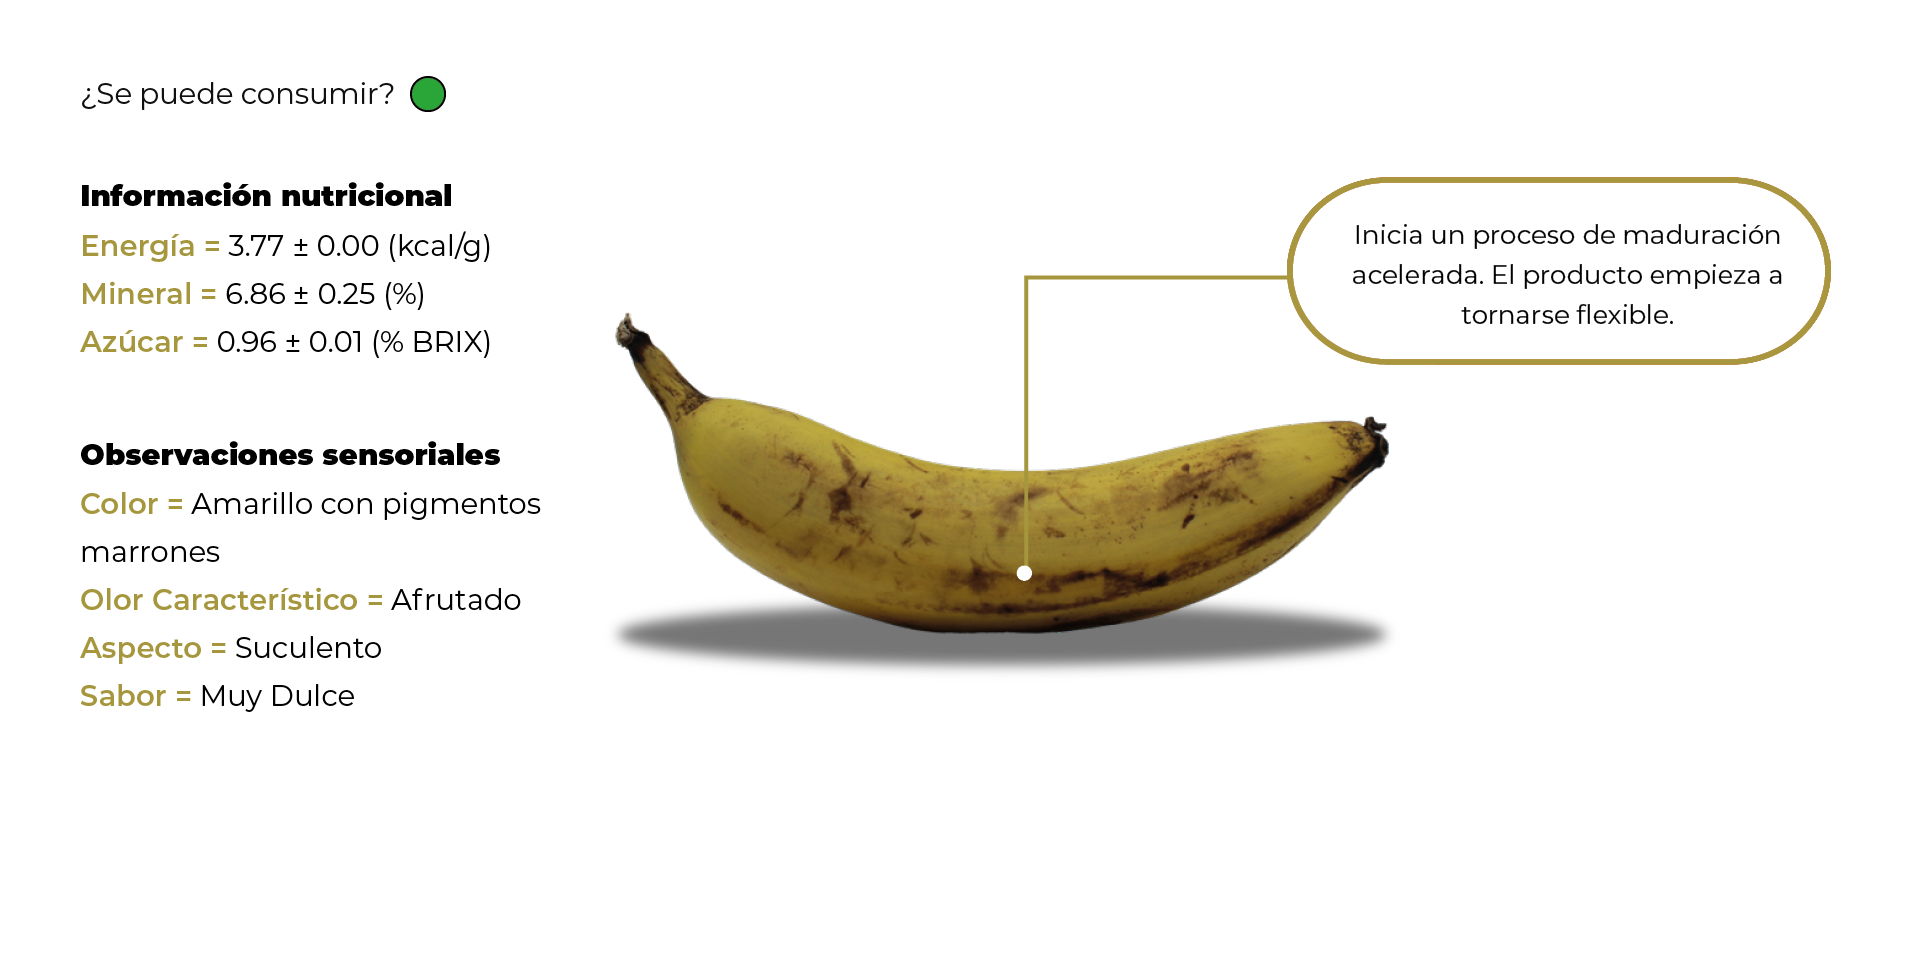 ¿Se puede consumir?
Información nutricional
Energía = 3.77 ± 0.00 (kcal/g)
Mineral = 6.86 ± 0.25 (%)
Azúcar = 0.96 ± 0.01 (% BRIX)
Observaciones sensoriales
Color = Amarillo con pigmentos
marrones
Olor Característico = Afrutado
Aspecto = Suculento
Sabor = Muy Dulce
Inicia un proceso de maduración
acelerada. El producto empieza a
tornarse flexible.